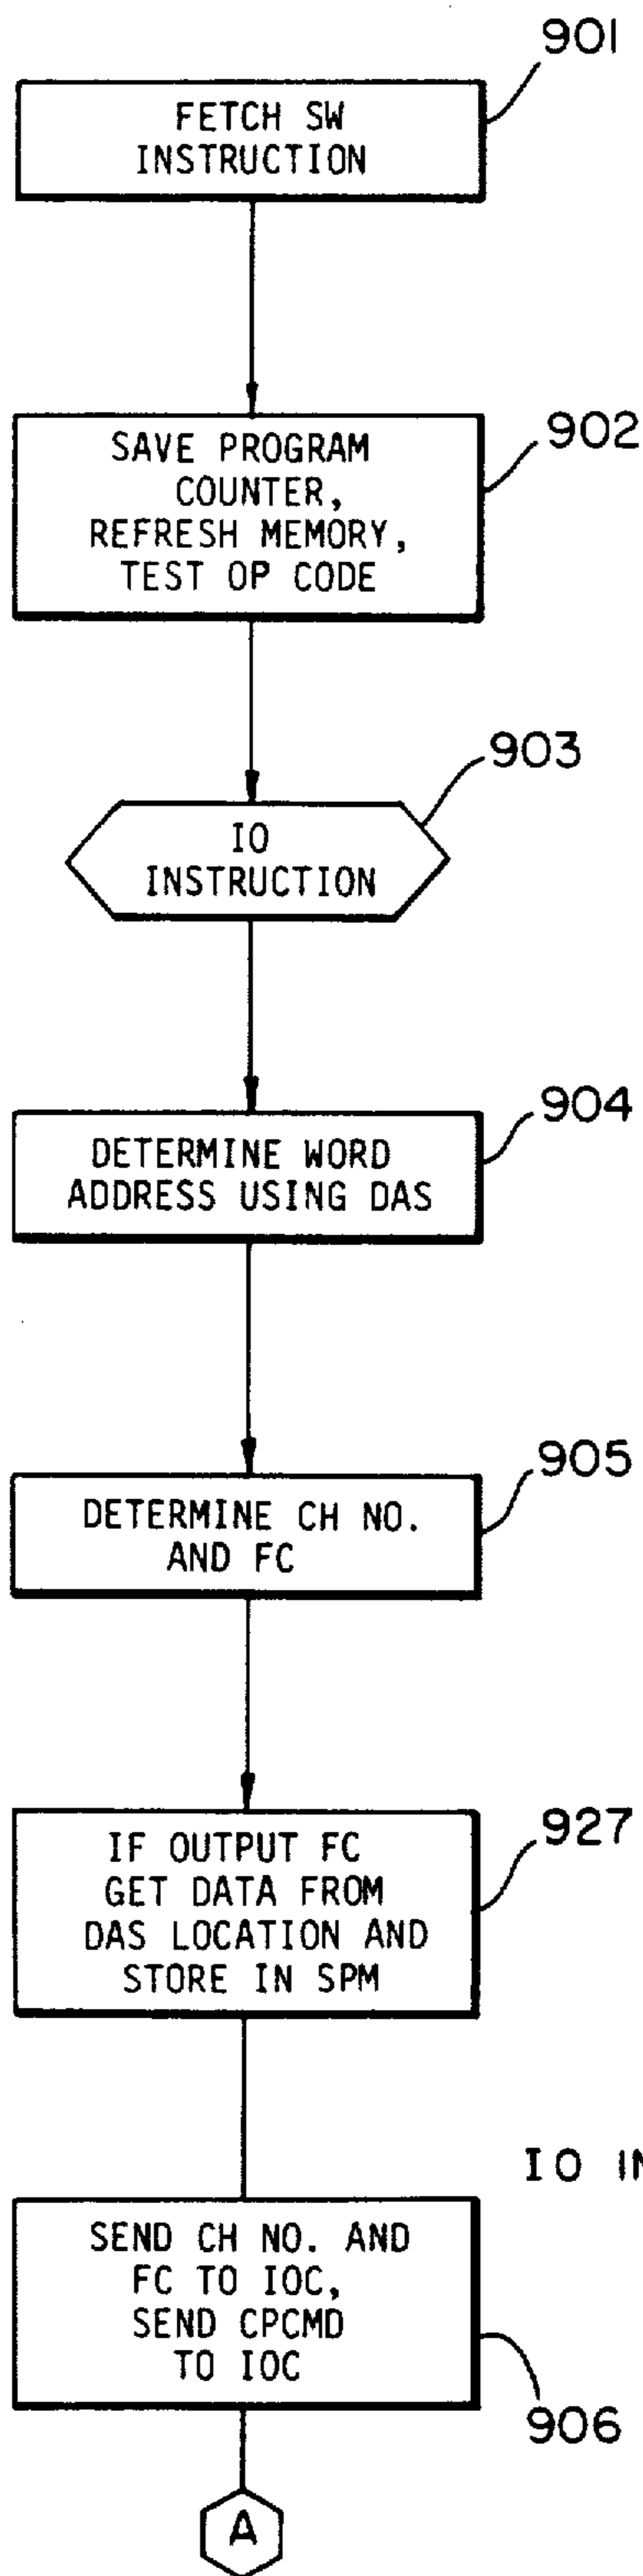 901
FETCH SW
INSTRUCTION
902
SAVE PROGRAM
COUNTER,
REFRESH MEMORY,
TEST OP CODE
903
IO
INSTRUCTION
904
DETERMINE WORD
ADDRESS USING DAS
905
DETERMINE CH NO.
AND FC
927
IF OUTPUT FC
GET DATA FROM
DAS LOCATION AND
STORE IN SPM
IO IN
SEND CH NO. AND
FC TO IOC,
SEND CPCMD
TO IOC
906
A